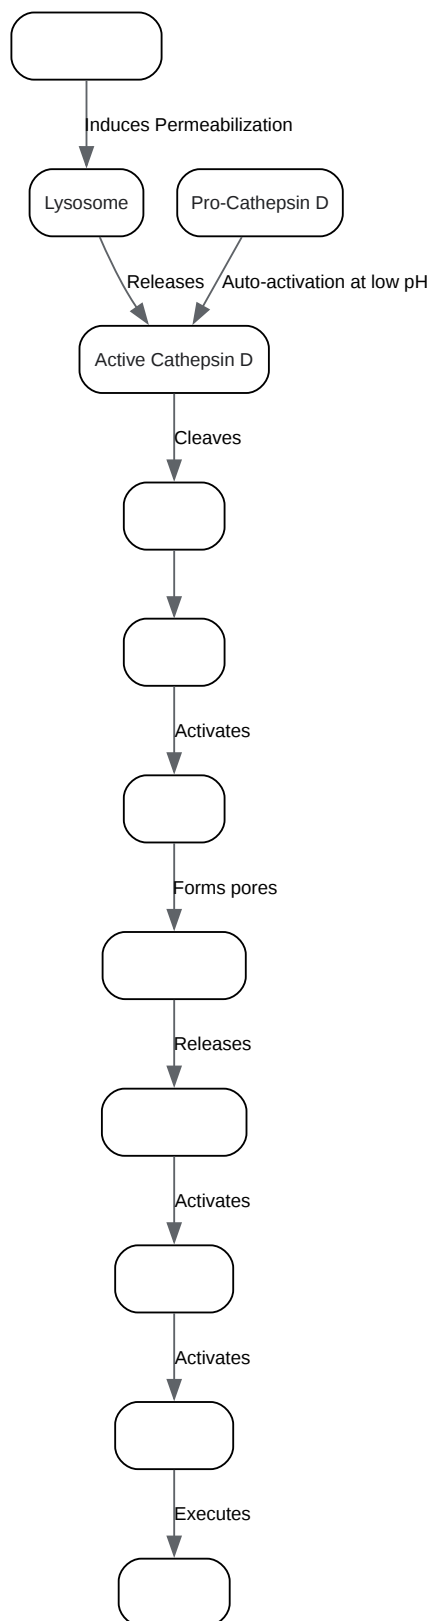 Induces Permeabilization
Lysosome
Pro-Cathepsin D
Releases
Auto-activation at low pH
Active Cathepsin D
Cleaves
Activates
Forms pores
Releases
Activates
Activates
Executes